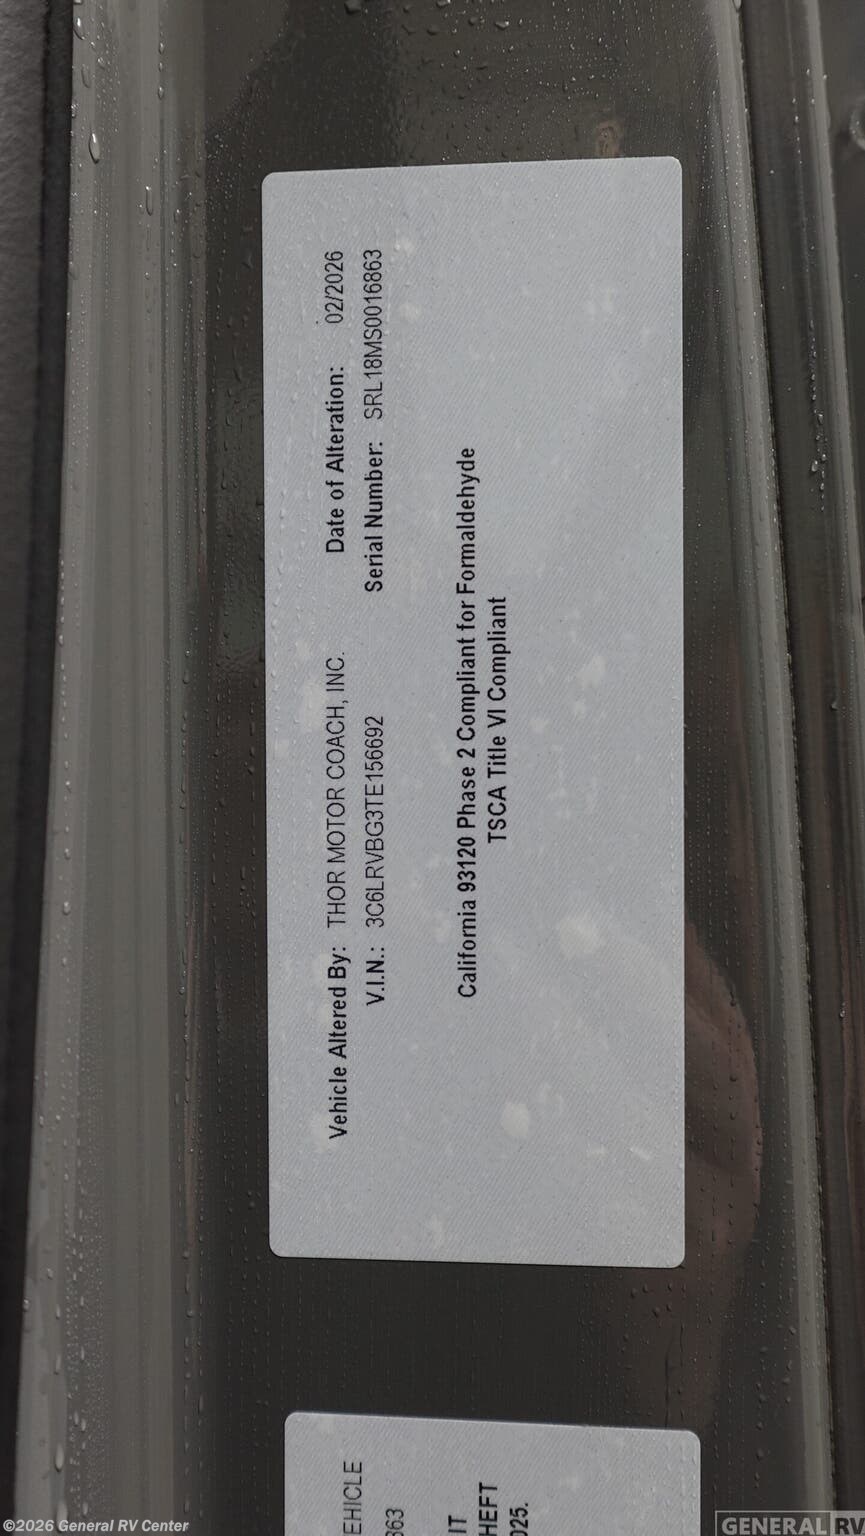 Vehicle Altered By: THOR MOTOR COACH, INC. Date of Alteration: 02/2026
V.I.N.: 3C6LRVBG3TE156692 Serial Number: SRL18MS0016863
California 93120 Phase 2 Compliant for Formaldehyde
TSCA Title VI Compliant
EHICLE
863
IT
HEFT
025.
©2026 General RV Center
GENERAL RV